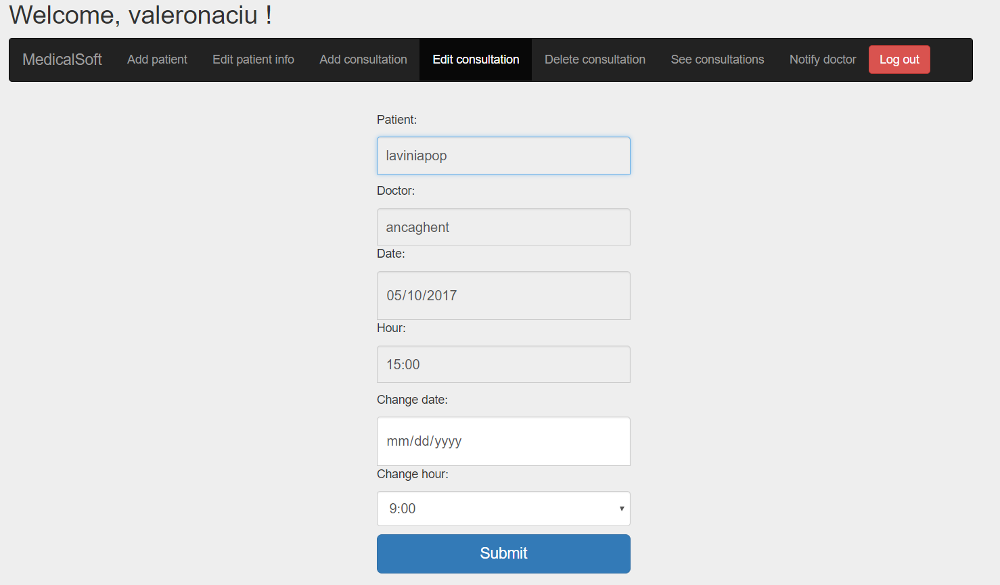 Welcome, valeronaciu !
MedicalSoft Add patient Edit patient info Add consultation Edit consultation Delete consultation See consultations Notify doctor Log out
Patient:
laviniapop
Doctor:
ancaghent
Date:
05/10/2017
Hour:
15:00
Change date:
mm/dd/yyyy
Change hour:
9:00
Submit